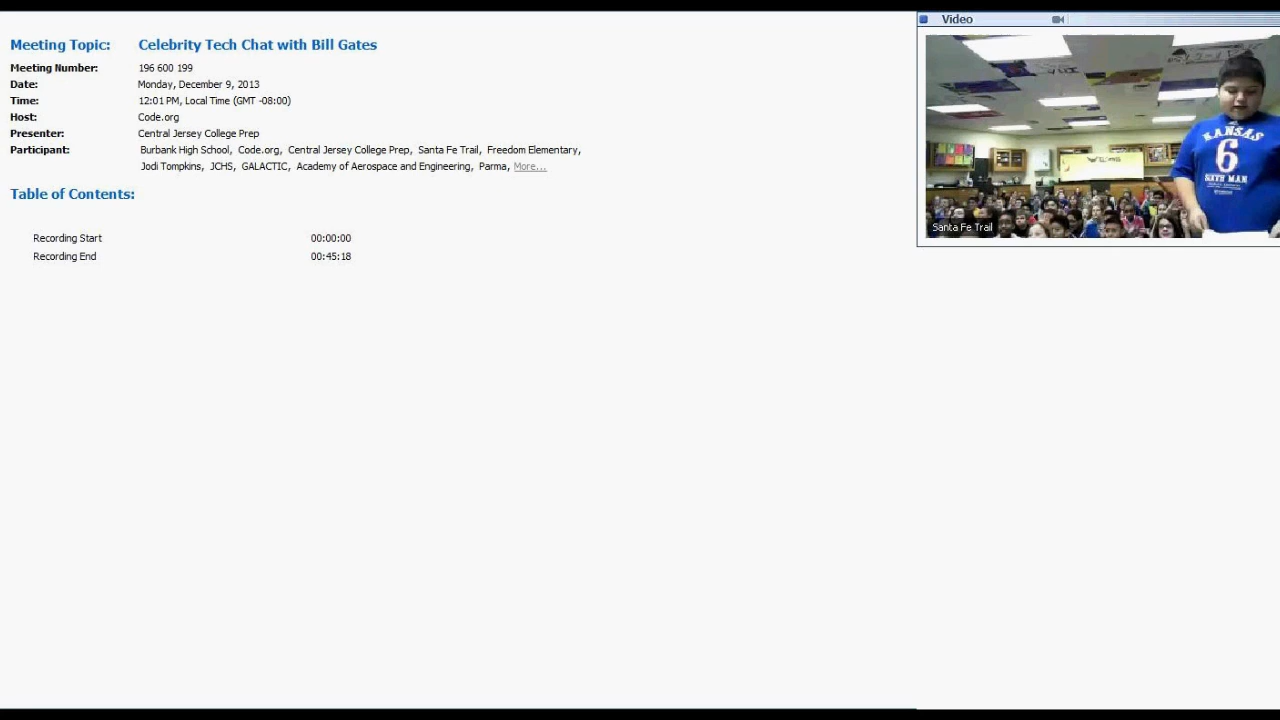 Video
Meeting Topic: Celebrity Tech Chat with Bill Gates
Meeting Number: 196 600 199
Date: Monday, December 9, 2013
Time: 12:01 PM, Local Time (GMT -08:00)
Host: Code.org
Presenter: Central Jersey College Prep
Participant: Burbank High School, Code.org, Central Jersey College Prep, Santa Fe Trail, Freedom Elementary,
Jodi Tompkins, JCHS, GALACTIC, Academy of Aerospace and Engineering, Parma, More...
Table of Contents:
Recording Start 00:00:00
Recording End 00:45:18
KANSAS
6
SIXTH MAN
Santa Fe Trail